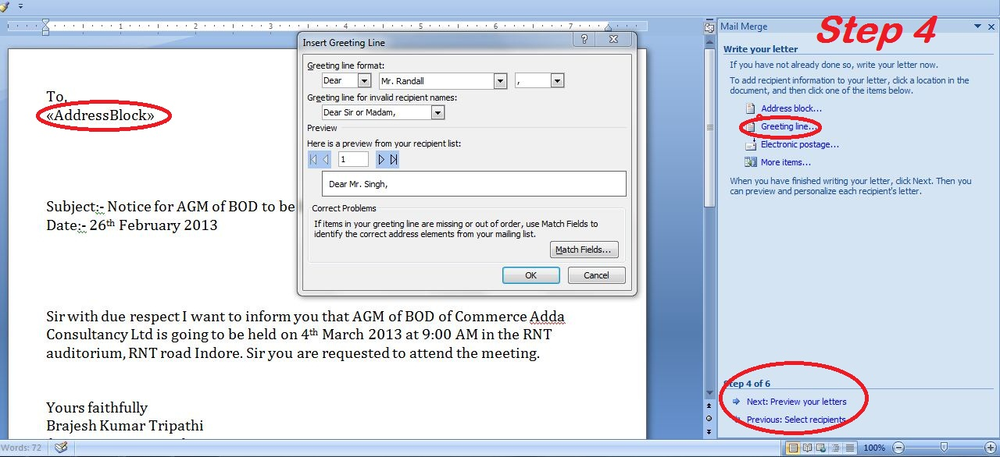 1 2 3 4 5 6 7
To,
«AddressBlock»
Subject:- Notice for AGM of BOD to be
Date:- 26th February 2013
Sir with due respect I want to inform you that AGM of BOD of Commerce Adda
Consultancy Ltd is going to be held on 4th March 2013 at 9:00 AM in the RNT
auditorium, RNT road Indore. Sir you are requested to attend the meeting.
Yours faithfully
Brajesh Kumar Tripathi
Insert Greeting Line
?
Greeting line format:
Dear Mr. Randall ,
Greeting line for invalid recipient names:
Dear Sir or Madam,
Preview
Here is a preview from your recipient list:
1
Dear Mr. Singh,
Correct Problems
If items in your greeting line are missing or out of order, use Match Fields to
identify the correct address elements from your mailing list.
Match Fields...
OK Cancel
Mail Merge
Step 4
Write your letter
If you have not already done so, write your letter now.
To add recipient information to your letter, click a location in the
document, and then click one of the items below.
Address block...
Greeting line...
Electronic postage...
More items...
When you have finished writing your letter, click Next. Then you
can preview and personalize each recipient's letter.
Step 4 of 6
Next: Preview your letters
Previous: Select recipients
Words: 72
100%